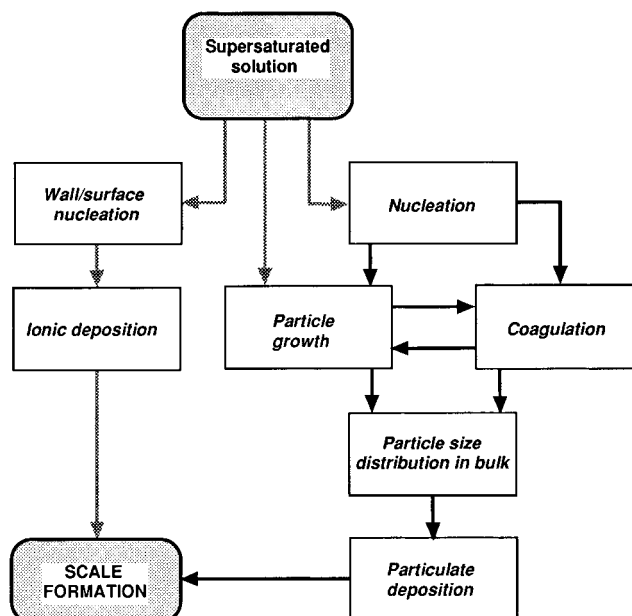 Supersaturated
solution
Wall/surface
nucleation
Nucleation
Ionic deposition
Particle
growth
Coagulation
Particle size
distribution in bulk
SCALE
FORMATION
Particulate
deposition